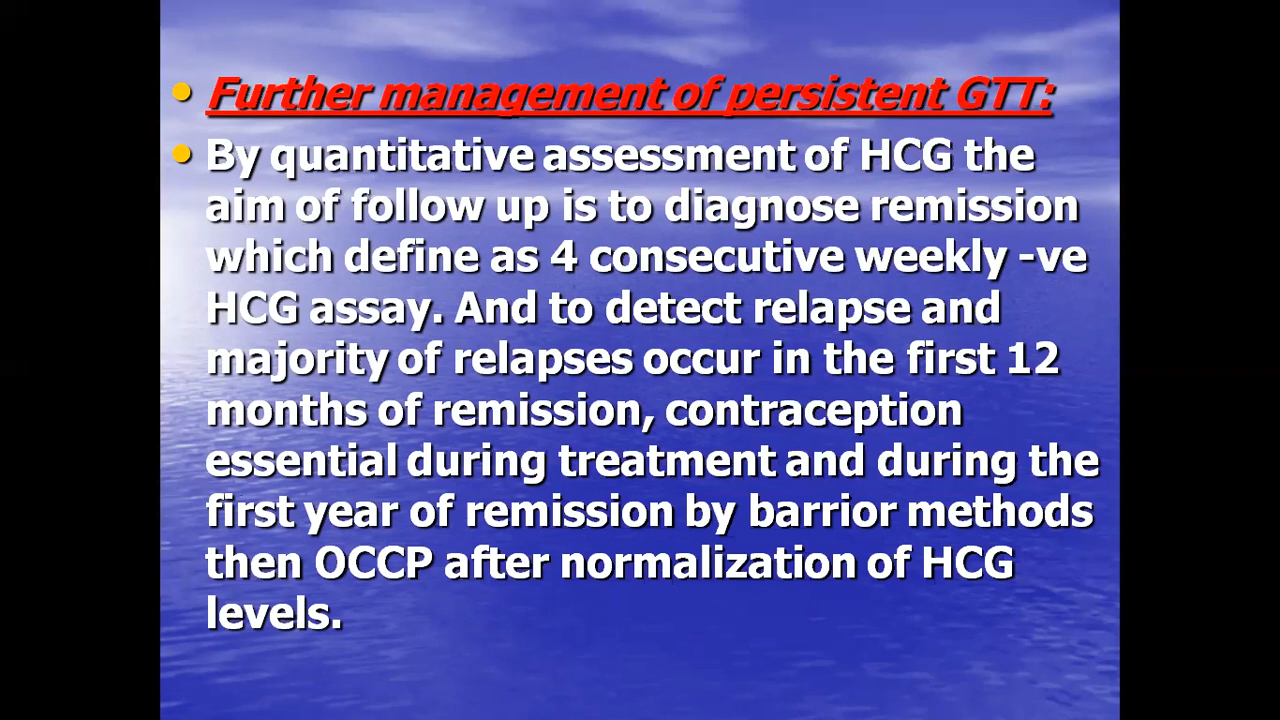 • Further management of persistent GTT:
• By quantitative assessment of HCG the
aim of follow up is to diagnose remission
which define as 4 consecutive weekly -ve
HCG assay. And to detect relapse and
majority of relapses occur in the first 12
months of remission, contraception
essential during treatment and during the
first year of remission by barrior methods
then OCCP after normalization of HCG
levels.